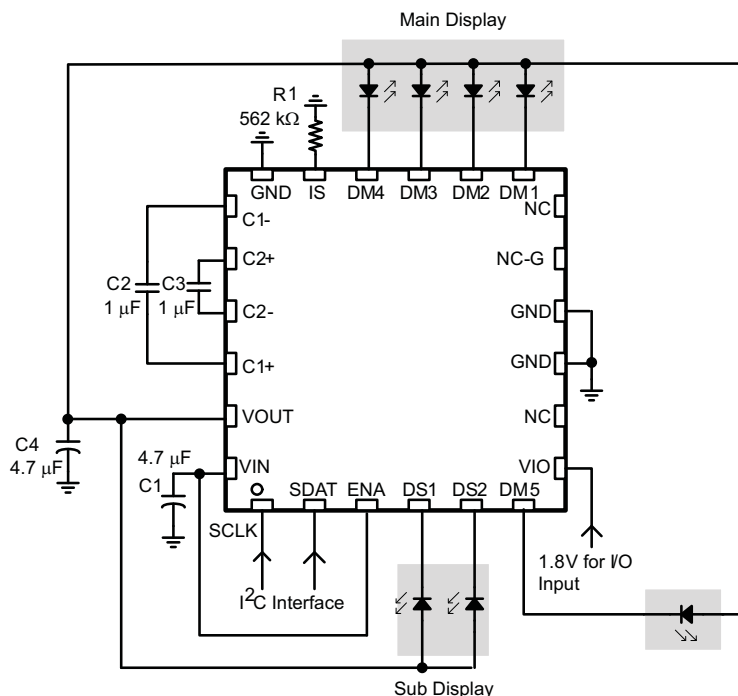 Main Display
R1
562 kΩ
GND
IS
DM4
DM3
DM2
DM1
C1-
NC
C2+
NC-G
C2
C3
1 μF
1 μF
C2-
GND
C1+
GND
VOUT
NC
C4
4.7 μF
4.7 μF
C1
VIN
VIO
SDAT
ENA
DS1
DS2
DM5
SCLK
I2C Interface
1.8V for I/O
Input
Sub Display